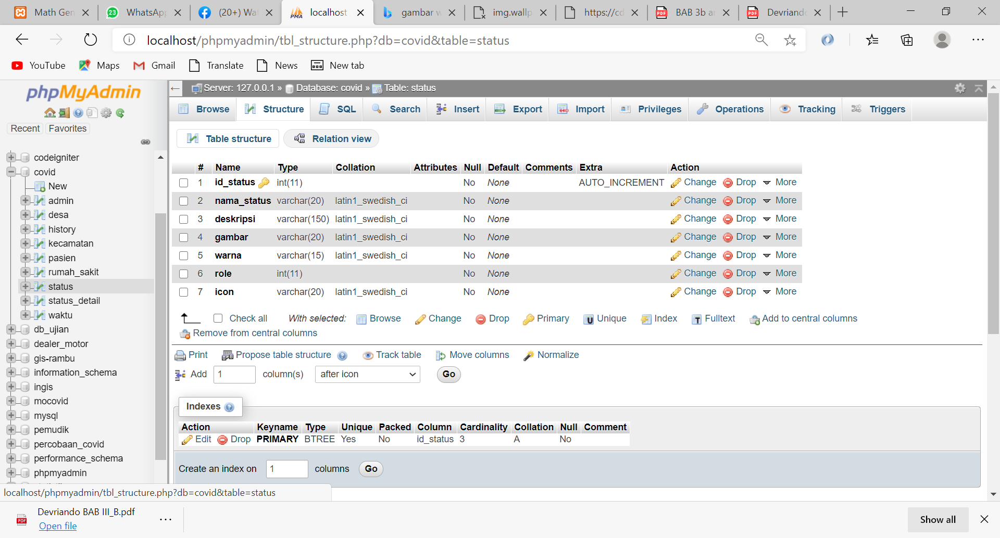 Math Gen
WhatsApp
(20+) Wat
localhost
gambar w
img.wallp
https://cd
BAB 3b a
Devriando
localhost/phpmyadmin/tbl_structure.php?db=covid&table=status
YouTube Maps Gmail Translate News New tab
phpMyAdmin
Recent Favorites
codeigniter
covid
New
admin
desa
history
kecamatan
pasien
rumah_sakit
status
status_detail
waktu
db_ujian
dealer_motor
gis-rambu
information_schema
ingis
mocovid
mysql
pemudik
percobaan_covid
performance_schema
phpmyadmin
localhost/phpmyadmin/tbl_structure.php?db=covid&table=status
Server: 127.0.0.1 » Database: covid » Table: status
Browse Structure SQL Search Insert Export Import Privileges Operations Tracking Triggers
Table structure Relation view
# Name Type Collation Attributes Null Default Comments Extra Action
1 id_status int(11) No None AUTO_INCREMENT Change Drop More
2 nama_status varchar(20) latin1_swedish_ci No None Change Drop More
3 deskripsi varchar(150) latin1_swedish_ci No None Change Drop More
4 gambar varchar(20) latin1_swedish_ci No None Change Drop More
5 warna varchar(15) latin1_swedish_ci No None Change Drop More
6 role int(11) No None Change Drop More
7 icon varchar(20) latin1_swedish_ci No None Change Drop More
Check all With selected: Browse Change Drop Primary Unique Index Fulltext Add to central columns
Remove from central columns
Print Propose table structure Track table Move columns Normalize
Add 1 column(s) after icon Go
Indexes
Action Keyname Type Unique Packed Column Cardinality Collation Null Comment
Edit Drop PRIMARY BTREE Yes No id_status 3 A No
Create an index on 1 columns Go
Devriando BAB III_B.pdf
Open file
Show all